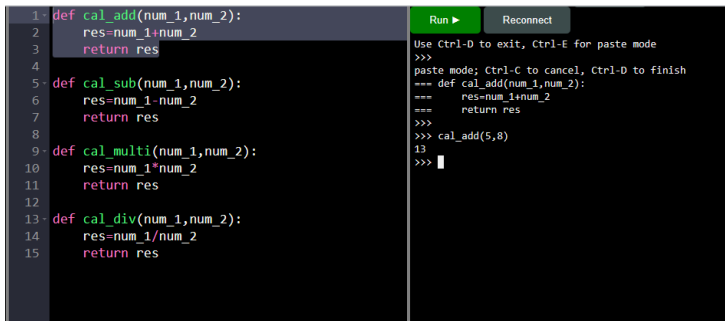 1 def cal_add(num_1,num_2):
2     res=num_1+num_2
3     return res
4
5 def cal_sub(num_1,num_2):
6     res=num_1-num_2
7     return res
8
9 def cal_multi(num_1,num_2):
10     res=num_1*num_2
11     return res
12
13 def cal_div(num_1,num_2):
14     res=num_1/num_2
15     return res
Run ► Reconnect
Use Ctrl-D to exit, Ctrl-E for paste mode
>>>
paste mode; Ctrl-C to cancel, Ctrl-D to finish
=== def cal_add(num_1,num_2):
===     res=num_1+num_2
===     return res
>>>
>>> cal_add(5,8)
13
>>>